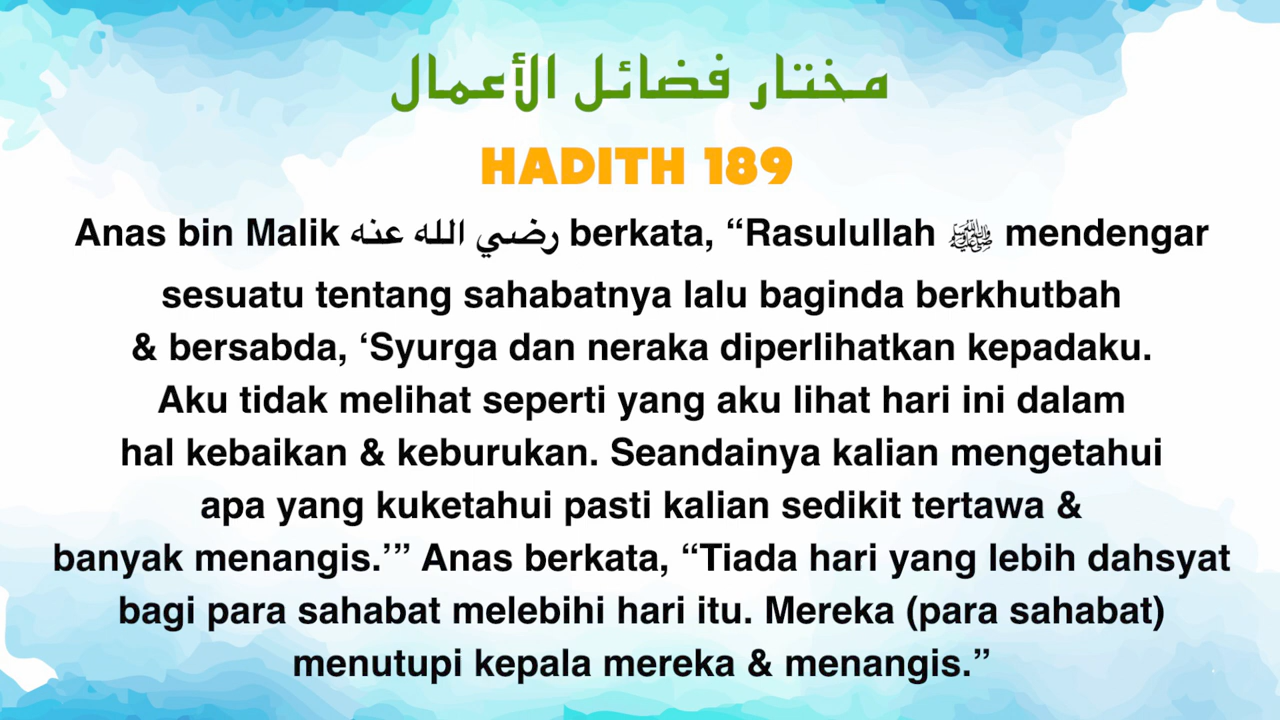 مختار فضائل الأعمال
HADITH 189
Anas bin Malik رضي الله عنه berkata, “Rasulullah ﷺ mendengar
sesuatu tentang sahabatnya lalu baginda berkhutbah
& bersabda, ‘Syurga dan neraka diperlihatkan kepadaku.
Aku tidak melihat seperti yang aku lihat hari ini dalam
hal kebaikan & keburukan. Seandainya kalian mengetahui
apa yang kuketahui pasti kalian sedikit tertawa &
banyak menangis.’” Anas berkata, “Tiada hari yang lebih dahsyat
bagi para sahabat melebihi hari itu. Mereka (para sahabat)
menutupi kepala mereka & menangis.”